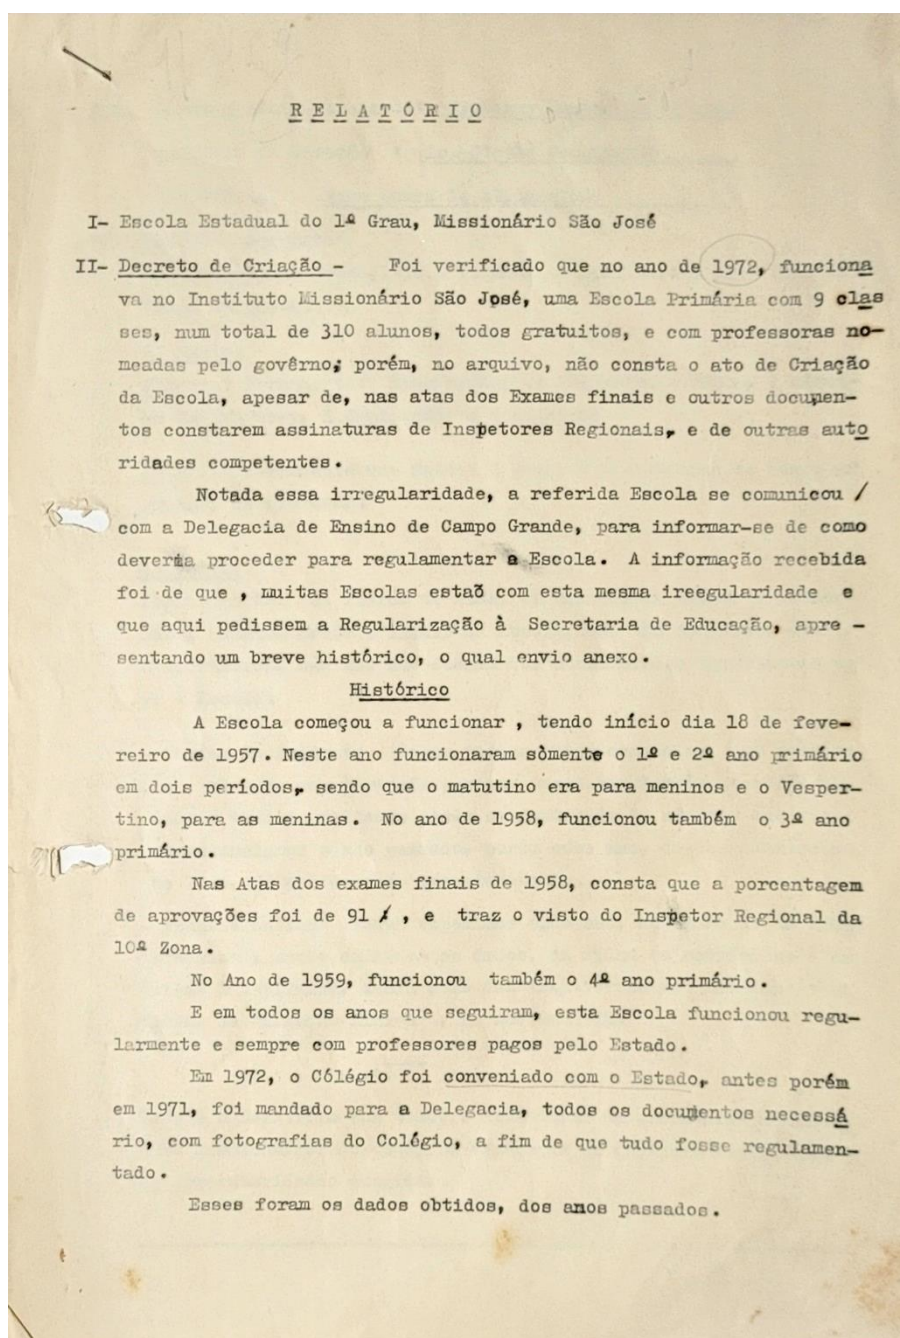 RELATÓRIO
I- Escola Estadual do 1º Grau, Missionário São José
II- Decreto de Criação - Foi verificado que no ano de 1972, funciona
va no Instituto Missionário São José, uma Escola Primária com 9 clas
ses, num total de 310 alunos, todos gratuitos, e com professoras no-
meadas pelo govêrno; porém, no arquivo, não consta o ato de Criação
da Escola, apesar de, nas atas dos Exames finais e outros documen-
tos constarem assinaturas de Inspetores Regionais, e de outras auto
ridades competentes.
Notada essa irregularidade, a referida Escola se comunicou /
com a Delegacia de Ensino de Campo Grande, para informar-se de como
deveria proceder para regulamentar a Escola. A informação recebida
foi de que , muitas Escolas estaõ com esta mesma ireegularidade e
que aqui pedissem a Regularização à Secretaria de Educação, apre -
sentando um breve histórico, o qual envio anexo.
Histórico
A Escola começou a funcionar , tendo início dia 18 de feve-
reiro de 1957. Neste ano funcionaram sòmente o 1º e 2º ano primário
em dois períodos, sendo que o matutino era para meninos e o Vesper-
tino, para as meninas. No ano de 1958, funcionou também o 3º ano
primário.
Nas Atas dos exames finais de 1958, consta que a porcentagem
de aprovações foi de 91 % , e traz o visto do Inspetor Regional da
10ª Zona.
No Ano de 1959, funcionou também o 4º ano primário.
E em todos os anos que seguiram, esta Escola funcionou regu-
larmente e sempre com professores pagos pelo Estado.
Em 1972, o Cólégio foi conveniado com o Estado, antes porém
em 1971, foi mandado para a Delegacia, todos os documentos necessá
rio, com fotografias do Colégio, a fim de que tudo fosse regulamen-
tado.
Esses foram os dados obtidos, dos anos passados.